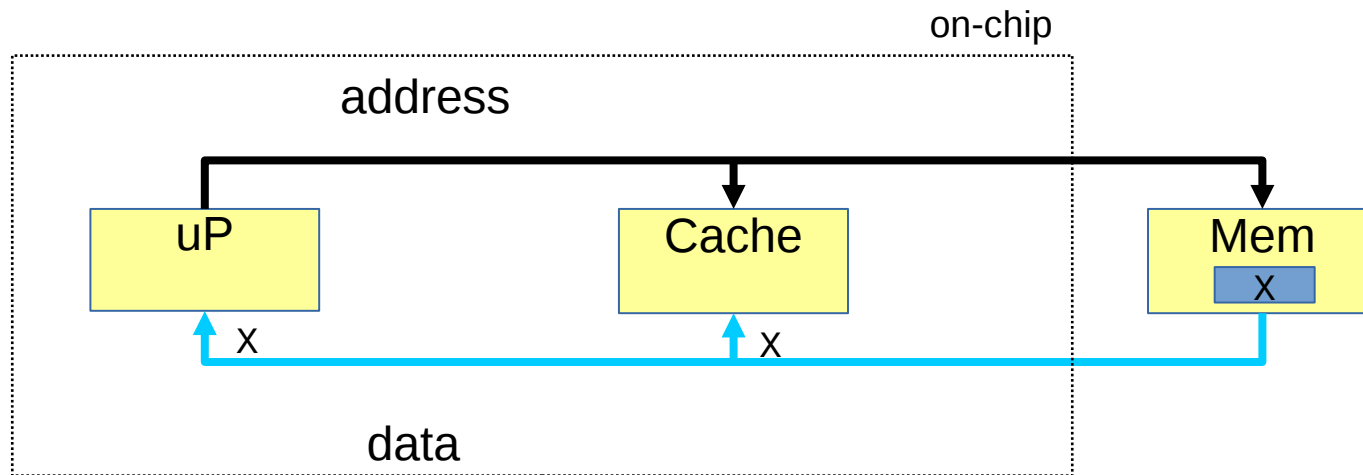 on-chip
address
uP
Cache
Mem
X
X
X
data